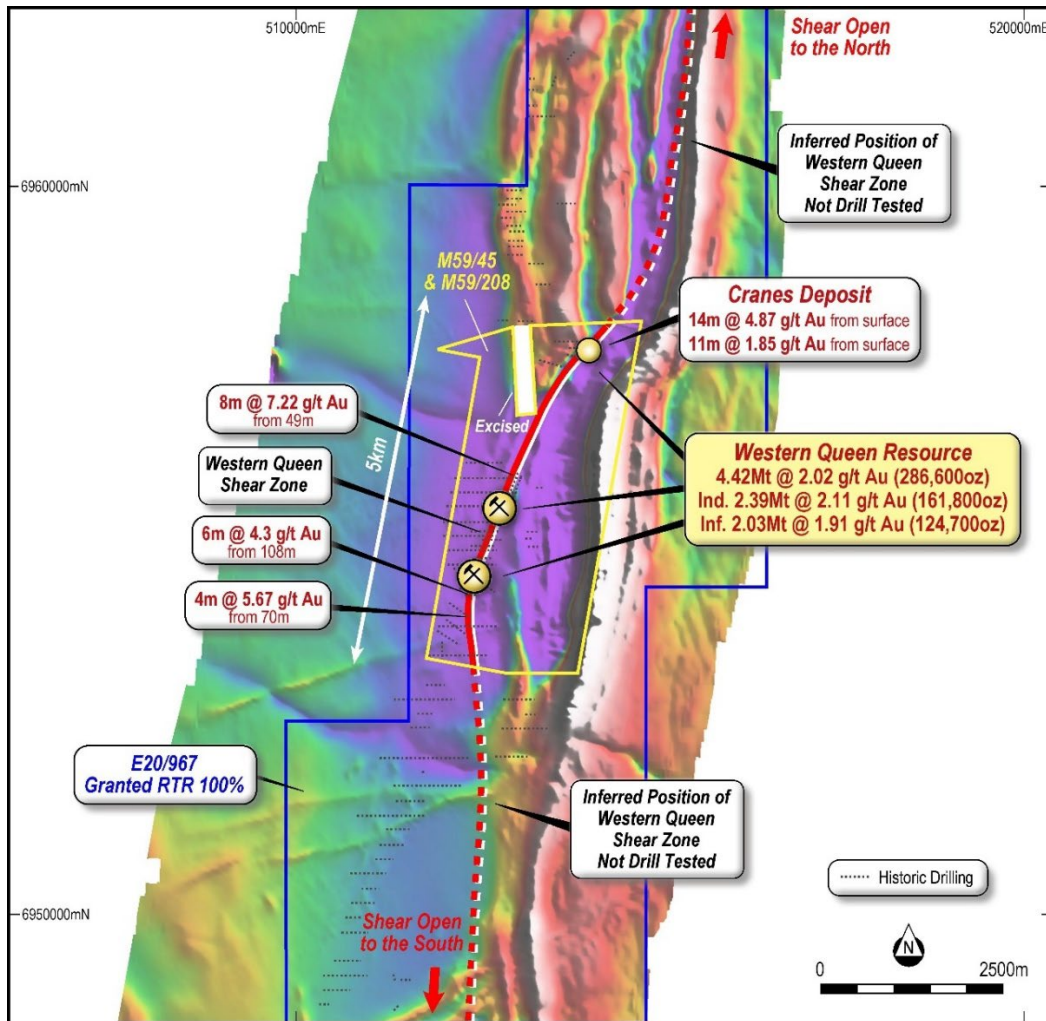 510000mE
520000mE
Shear Open
to the North
Inferred Position of
Western Queen
Shear Zone
Not Drill Tested
6960000mN
M59/45
& M59/208
Cranes Deposit
14m @ 4.87 g/t Au from surface
11m @ 1.85 g/t Au from surface
8m @ 7.22 g/t Au
from 49m
Excised
5km
Western Queen
Shear Zone
Western Queen Resource
4.42Mt @ 2.02 g/t Au (286,600oz)
Ind. 2.39Mt @ 2.11 g/t Au (161,800oz)
Inf. 2.03Mt @ 1.91 g/t Au (124,700oz)
6m @ 4.3 g/t Au
from 108m
4m @ 5.67 g/t Au
from 70m
E20/967
Granted RTR 100%
Inferred Position of
Western Queen
Shear Zone
Not Drill Tested
Historic Drilling
6950000mN
Shear Open
to the South
N
0 2500m